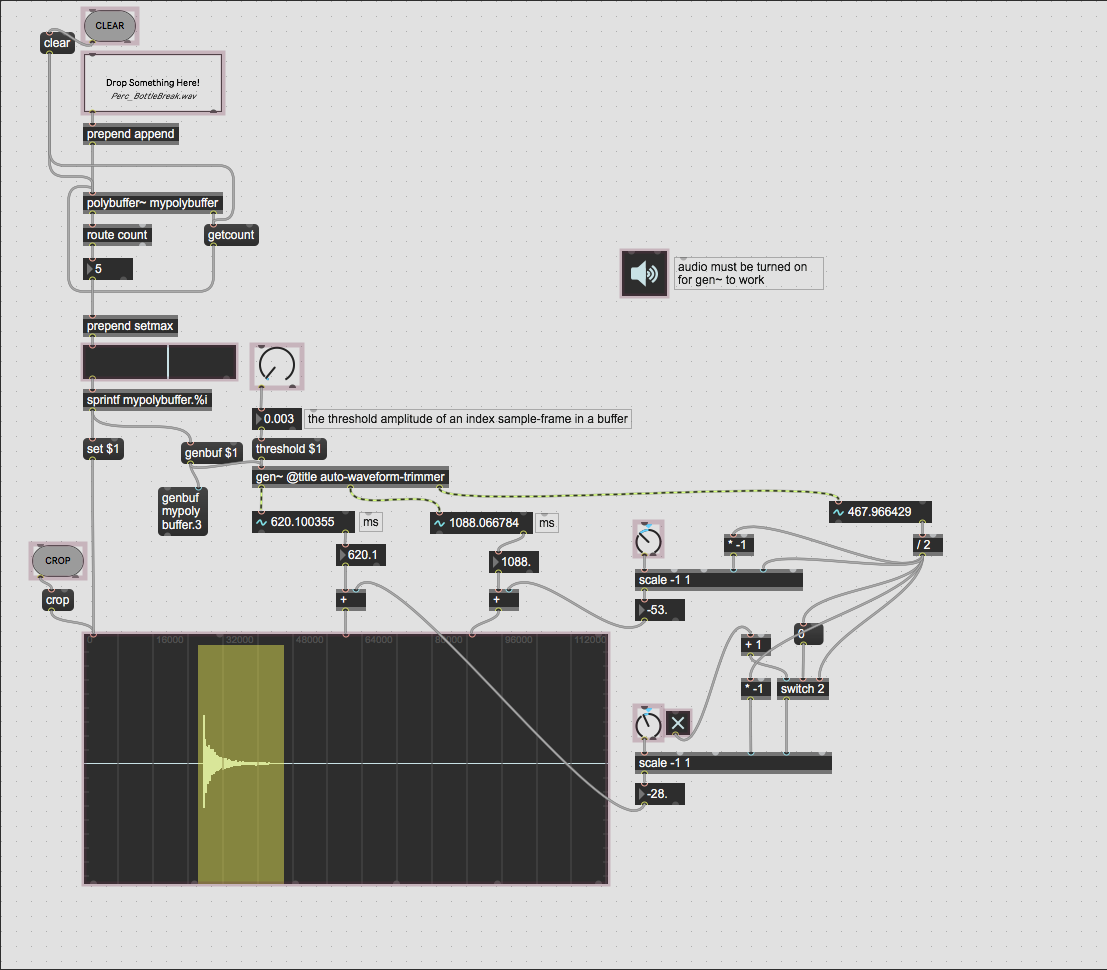 CLEAR
clear
Drop Something Here!
Perc_BottleBreak.wav
prepend append
polybuffer~ mypolybuffer
route count
getcount
5
audio must be turned on
for gen~ to work
prepend setmax
sprintf mypolybuffer.%i
0.003
the threshold amplitude of an index sample-frame in a buffer
set $1
genbuf $1
threshold $1
gen~ @title auto-waveform-trimmer
genbuf
mypoly
buffer.3
620.100355
ms
1088.066784
ms
467.966429
* -1
/ 2
CROP
620.1
1088.
scale -1 1
crop
+
+
-53.
0
16000
32000
48000
64000
80000
96000
112000
0
+ 1
* -1
switch 2
scale -1 1
-28.